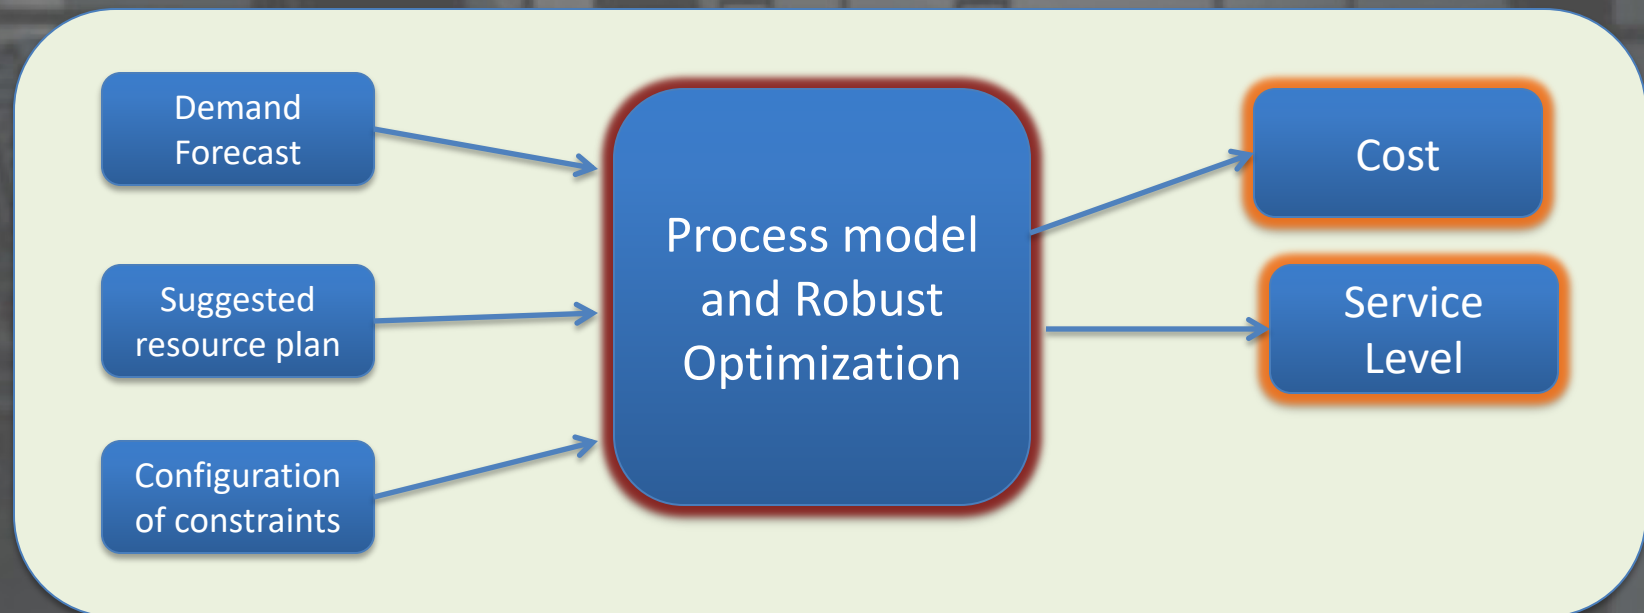 Demand
Forecast
Suggested
resource plan
Configuration
of constraints
Process model
and Robust
Optimization
Cost
Service
Level